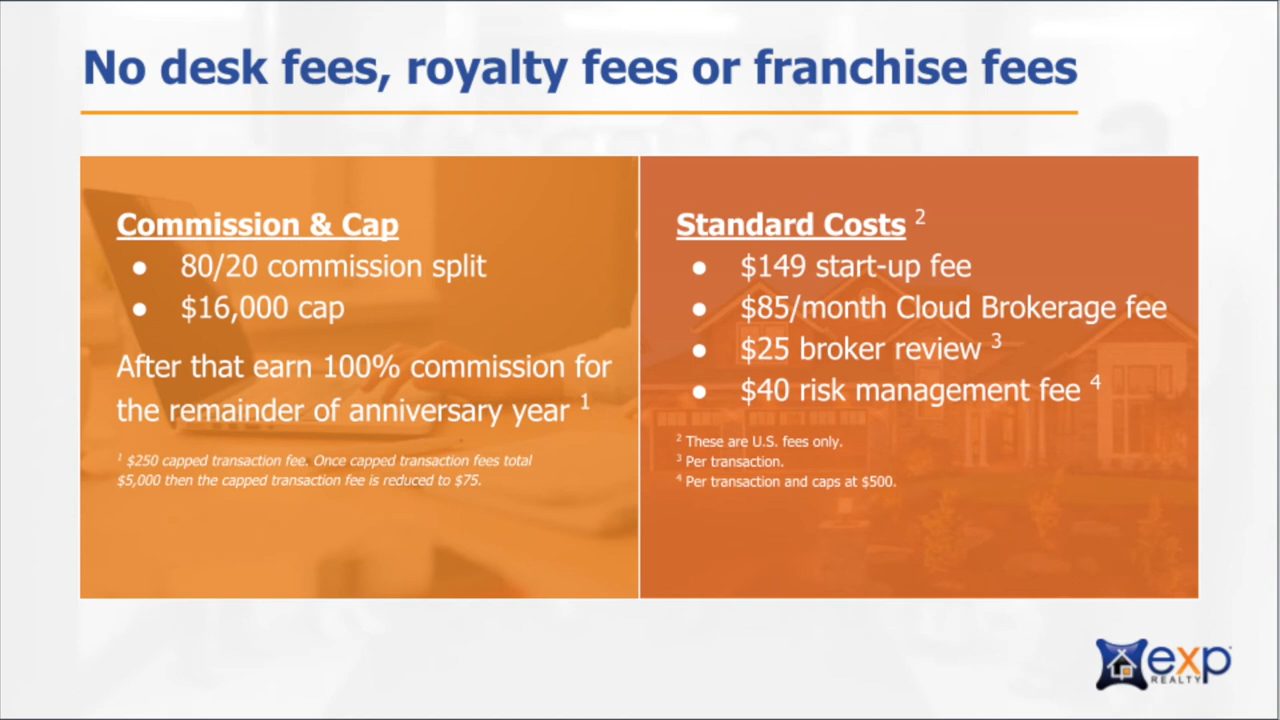 No desk fees, royalty fees or franchise fees
Commission & Cap
● 80/20 commission split
● $16,000 cap
After that earn 100% commission for
the remainder of anniversary year 1
1 $250 capped transaction fee. Once capped transaction fees total
$5,000 then the capped transaction fee is reduced to $75.
Standard Costs 2
● $149 start-up fee
● $85/month Cloud Brokerage fee
● $25 broker review 3
● $40 risk management fee 4
2 These are U.S. fees only.
3 Per transaction.
4 Per transaction and caps at $500.
exp
REALTY